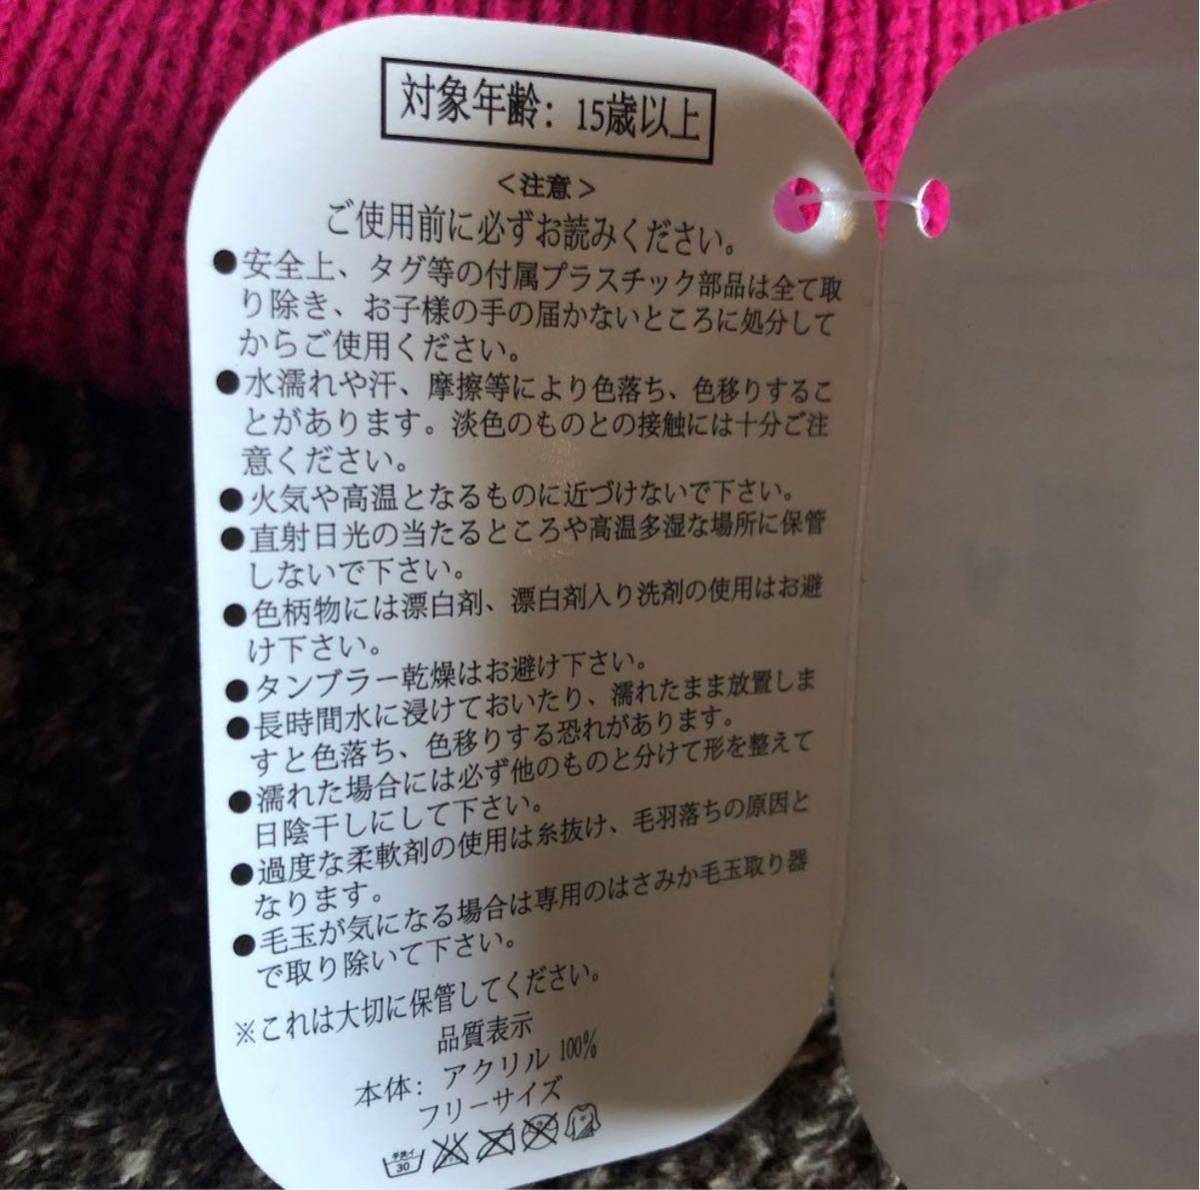 対象年齢: 15歳以上
<注意>
ご使用前に必ずお読みください。
●安全上、タグ等の付属プラスチック部品は全て取
り除き、お子様の手の届かないところに処分して
からご使用ください。
●水濡れや汗、摩擦等により色落ち、色移りするこ
とがあります。淡色のものとの接触には十分ご注
意ください。
●火気や高温となるものに近づけないで下さい。
●直射日光の当たるところや高温多湿な場所に保管
しないで下さい。
●色柄物には漂白剤、漂白剤入り洗剤の使用はお避
け下さい。
●タンブラー乾燥はお避け下さい。
●長時間水に浸けておいたり、濡れたまま放置しま
すと色落ち、色移りする恐れがあります。
●濡れた場合には必ず他のものと分けて形を整えて
日陰干しにして下さい。
●過度な柔軟剤の使用は糸抜け、毛羽落ちの原因と
なります。
●毛玉が気になる場合は専用のはさみか毛玉取り器
で取り除いて下さい。
※これは大切に保管してください。
品質表示
本体: アクリル 100%
フリーサイズ
手洗イ
30